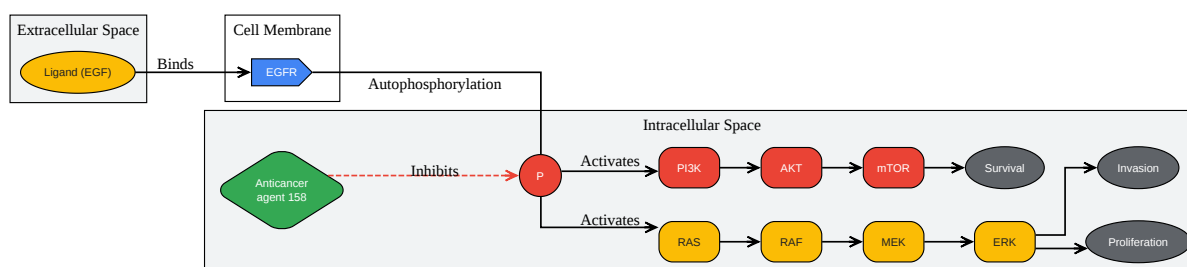 Extracellular Space
Cell Membrane
Ligand (EGF)
Binds
EGFR
Autophosphorylation
Intracellular Space
Anticancer
agent 158
Inhibits
P
Activates
PI3K
AKT
mTOR
Survival
Invasion
Activates
RAS
RAF
MEK
ERK
Proliferation